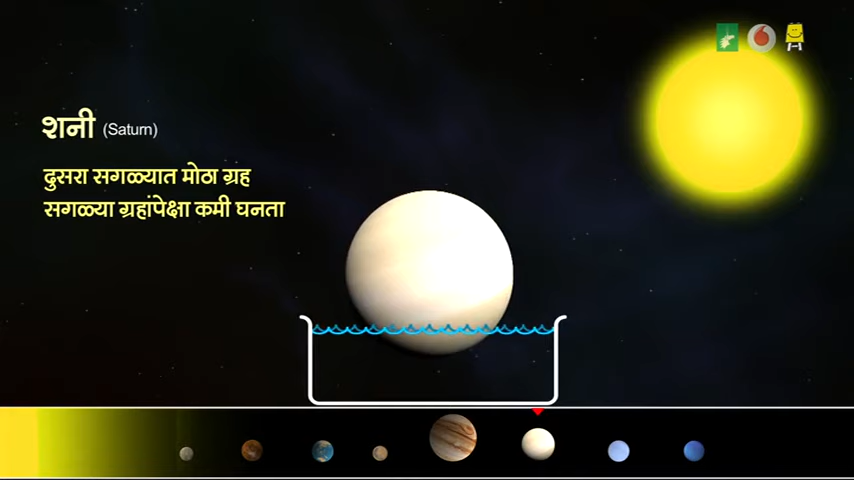 शनी (Saturn)
दुसरा सगळ्यात मोठा ग्रह
सगळ्या ग्रहांपेक्षा कमी घनता